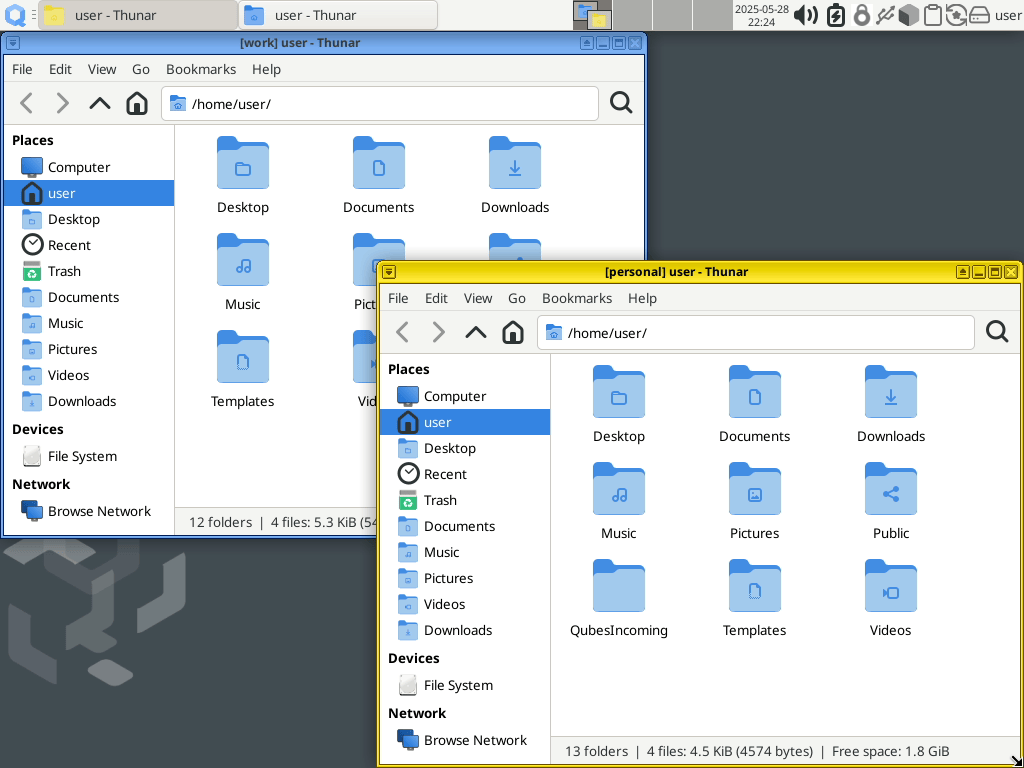 user - Thunar
user - Thunar
2025-05-28
22:24
user
[work] user - Thunar
File Edit View Go Bookmarks Help
/home/user/
Places
Computer
user
Desktop
Recent
Trash
Documents
Music
Pictures
Videos
Downloads
Devices
File System
Network
Browse Network
Desktop Documents Downloads
Music
Templates
12 folders | 4 files: 5.3 KiB
[personal] user - Thunar
File Edit View Go Bookmarks Help
/home/user/
Places
Computer
user
Desktop
Recent
Trash
Documents
Music
Pictures
Videos
Downloads
Devices
File System
Network
Browse Network
Desktop Documents Downloads
Music Pictures Public
QubesIncoming Templates Videos
13 folders | 4 files: 4.5 KiB (4574 bytes) | Free space: 1.8 GiB